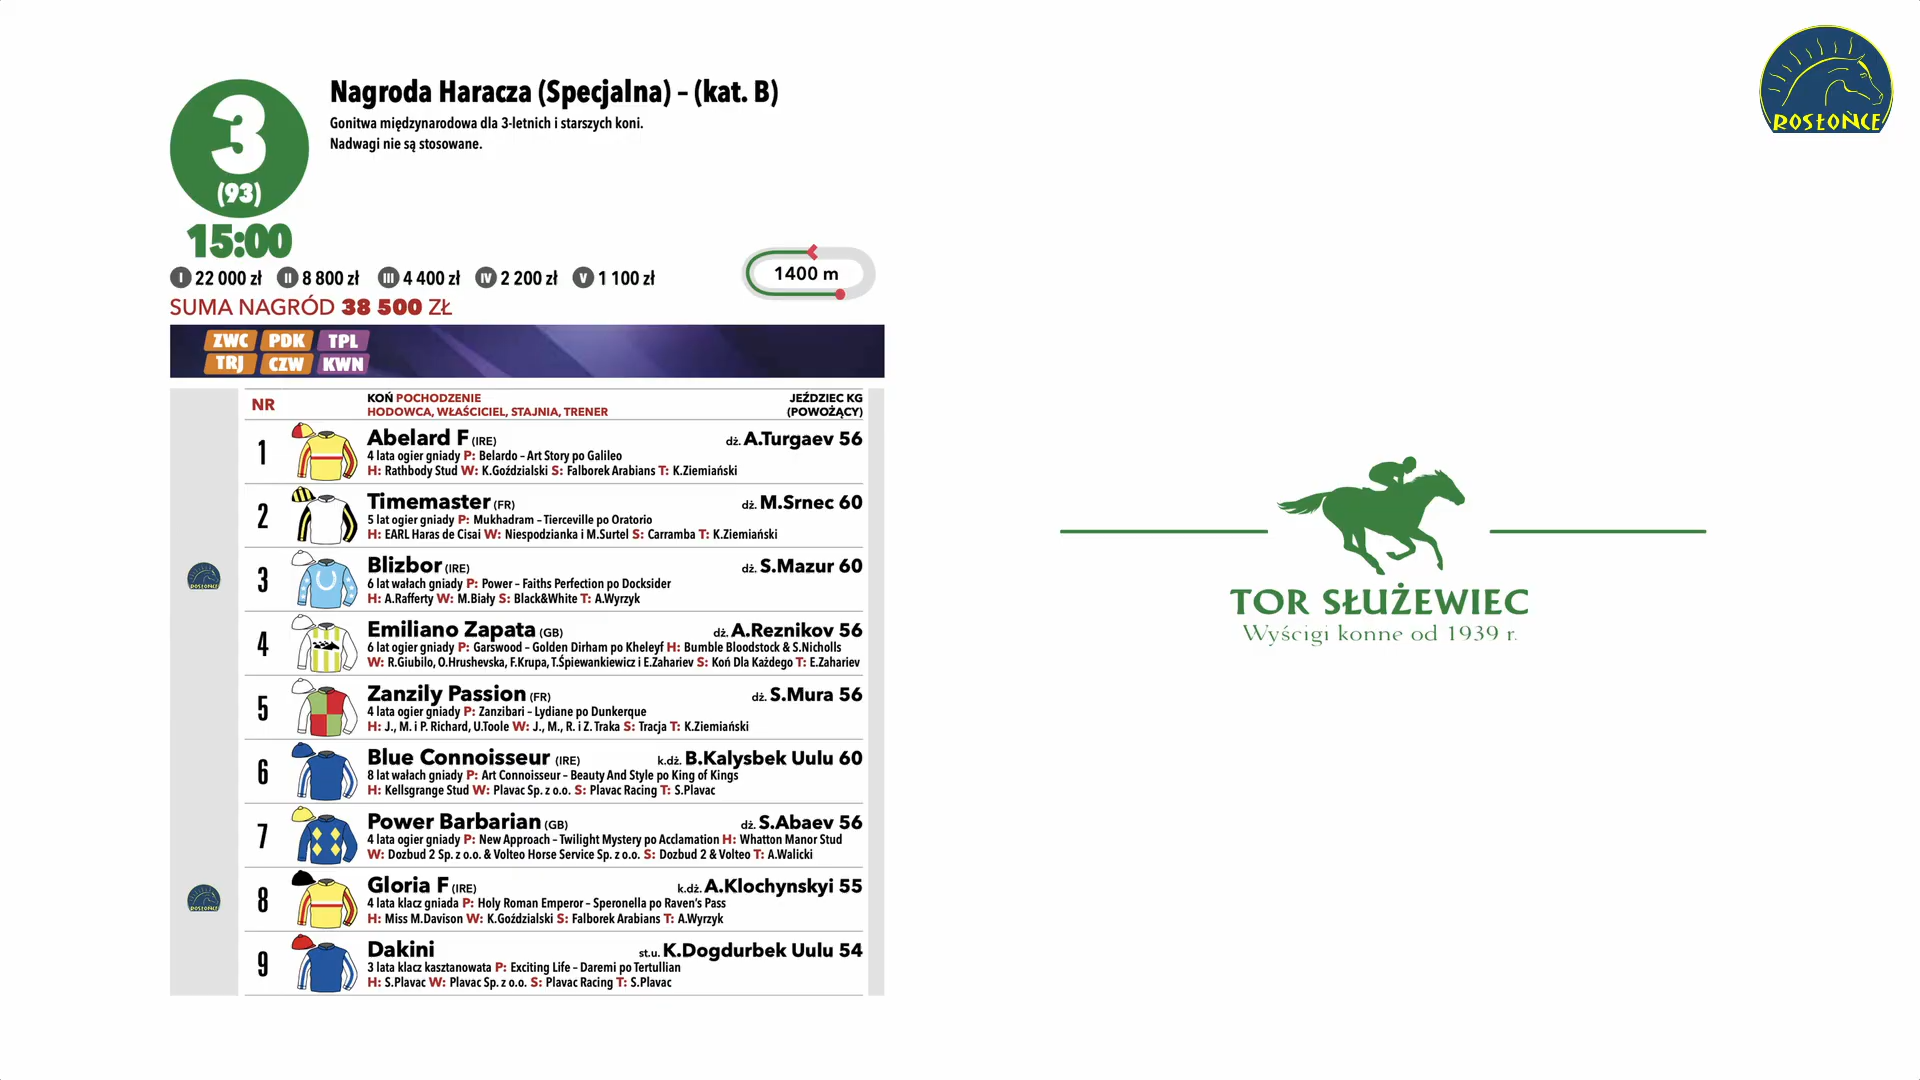 ROSŁOŃCE
3
(93)
15:00
Nagroda Haracza (Specjalna) – (kat. B)
Gonitwa międzynarodowa dla 3-letnich i starszych koni.
Nadwagi nie są stosowane.
I 22 000 zł II 8 800 zł III 4 400 zł IV 2 200 zł V 1 100 zł
SUMA NAGRÓD 38 500 ZŁ
1400 m
ZWC PDK TPL
TRJ CZW KWN
NR KOŃ POCHODZENIE JEŹDZIEC KG
HODOWCA, WŁAŚCICIEL, STAJNIA, TRENER (POWOŻĄCY)
1 Abelard F (IRE) dż. A.Turgaev 56
4 lata ogier gniady P: Belardo – Art Story po Galileo
H: Rathbody Stud W: K.Goździalski S: Falborek Arabians T: K.Ziemiański
2 Timemaster (FR) dż. M.Srnec 60
5 lat ogier gniady P: Mukhadram – Tierceville po Oratorio
H: EARL Haras de Cisai W: Niespodzianka i M.Surtel S: Carramba T: K.Ziemiański
ROSŁOŃCE
3 Blizbor (IRE) dż. S.Mazur 60
6 lat wałach gniady P: Power – Faiths Perfection po Docksider
H: A.Rafferty W: M.Biały S: Black&White T: A.Wyrzyk
4 Emiliano Zapata (GB) dż. A.Reznikov 56
6 lat ogier gniady P: Garswood – Golden Dirham po Kheleyf H: Bumble Bloodstock & S.Nicholls
W: R.Giubilo, O.Hrushevska, F.Krupa, T.Śpiewankiewicz i E.Zahariev S: Koń Dla Każdego T: E.Zahariev
5 Zanzily Passion (FR) dż. S.Mura 56
4 lata ogier gniady P: Zanzibari – Lydiane po Dunkerque
H: J., M. i P. Richard, U.Toole W: J., M., R. i Z. Traka S: Tracja T: K.Ziemiański
6 Blue Connoisseur (IRE) k.dż. B.Kalysbek Uulu 60
8 lat wałach gniady P: Art Connoisseur – Beauty And Style po King of Kings
H: Kellsgrange Stud W: Plavac Sp. z o.o. S: Plavac Racing T: S.Plavac
7 Power Barbarian (GB) dż. S.Abaev 56
4 lata ogier gniady P: New Approach – Twilight Mystery po Acclamation H: Whatton Manor Stud
W: Dozbud 2 Sp. z o.o. & Volteo Horse Service Sp. z o.o. S: Dozbud 2 & Volteo T: A.Walicki
ROSŁOŃCE
8 Gloria F (IRE) k.dż. A.Klochynskyi 55
4 lata klacz gniada P: Holy Roman Emperor – Speronella po Raven's Pass
H: Miss M.Davison W: K.Goździalski S: Falborek Arabians T: A.Wyrzyk
9 Dakini st.u. K.Dogdurbek Uulu 54
3 lata klacz kasztanowata P: Exciting Life – Daremi po Tertullian
H: S.Plavac W: Plavac Sp. z o.o. S: Plavac Racing T: S.Plavac
TOR SŁUŻEWIEC
Wyścigi konne od 1939 r.